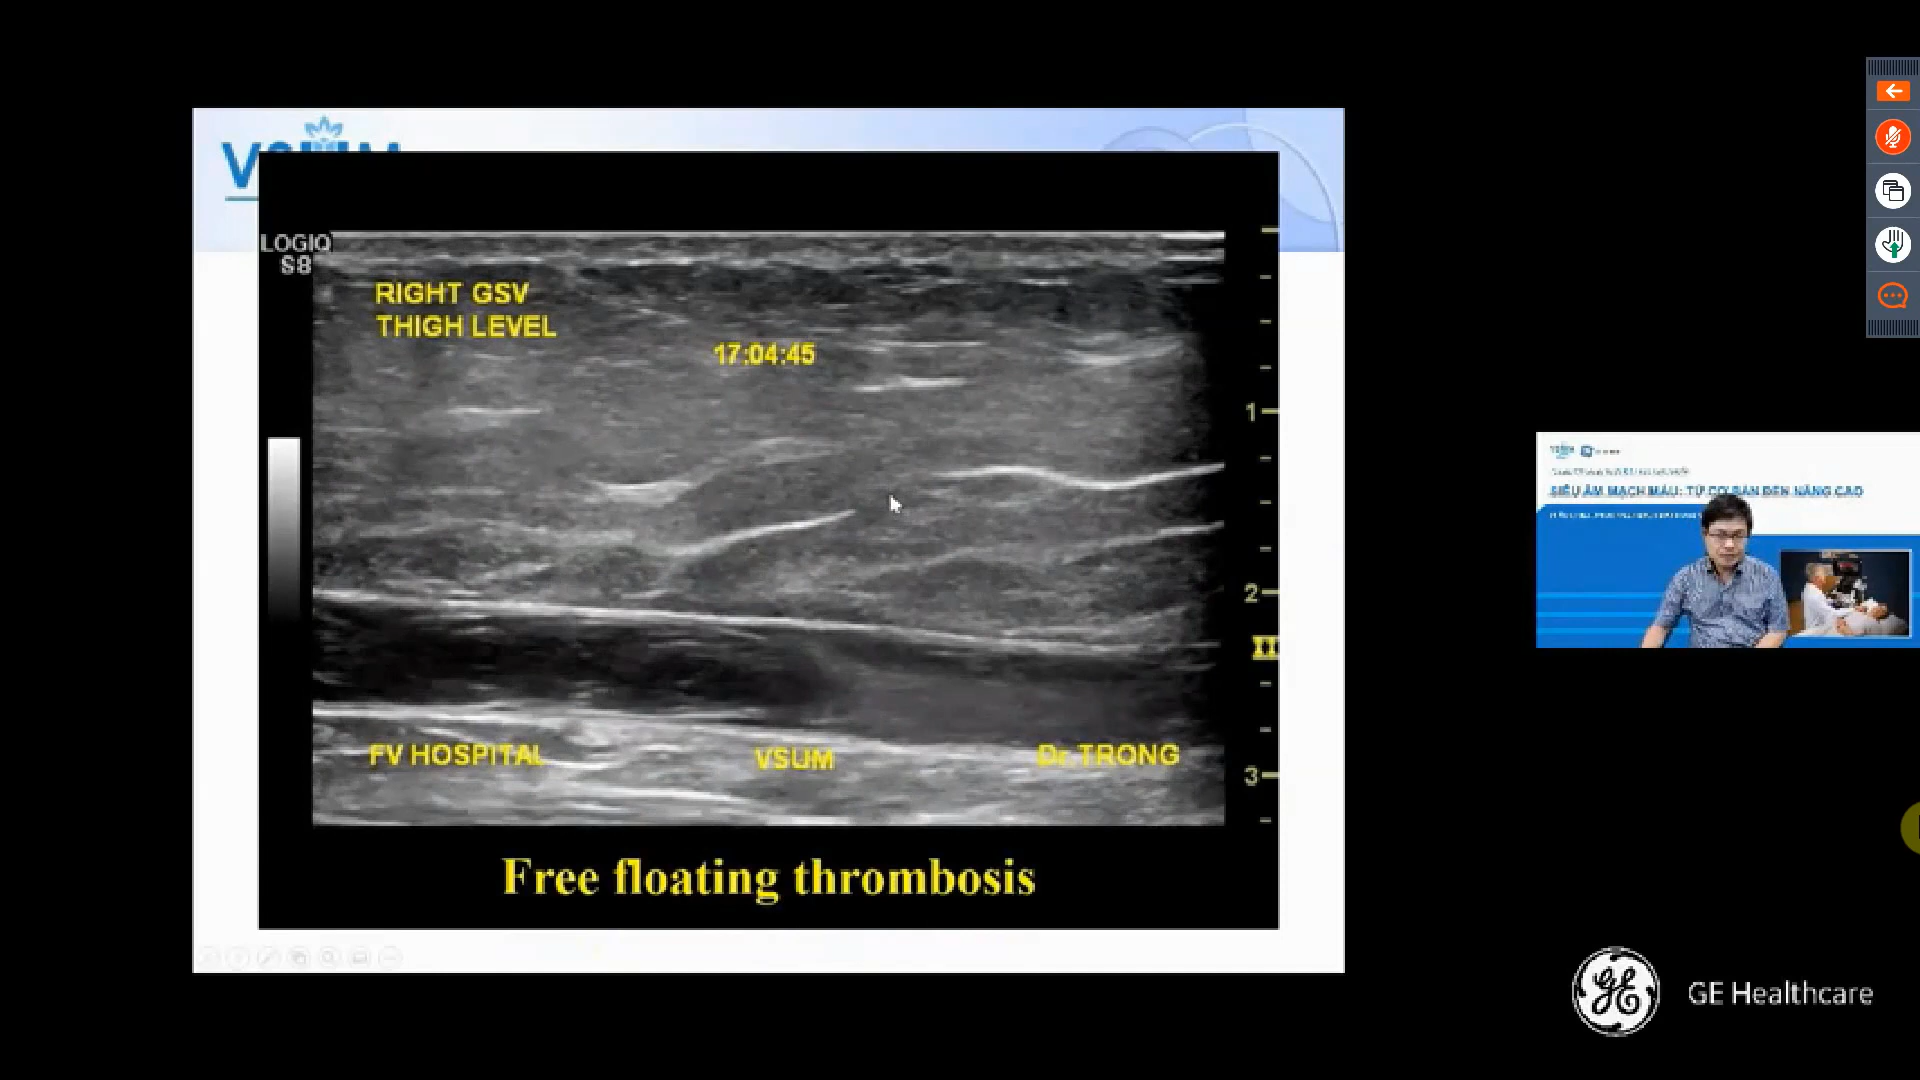 VSUM
LOGIQ
S8
RIGHT GSV
THIGH LEVEL
17:04:45
1
2
3
FV HOSPITAL
VSUM
Dr. TRONG
Free floating thrombosis
SIÊU ÂM MẠCH MÁU: TỪ CƠ BẢN ĐẾN NÂNG CAO
GE Healthcare